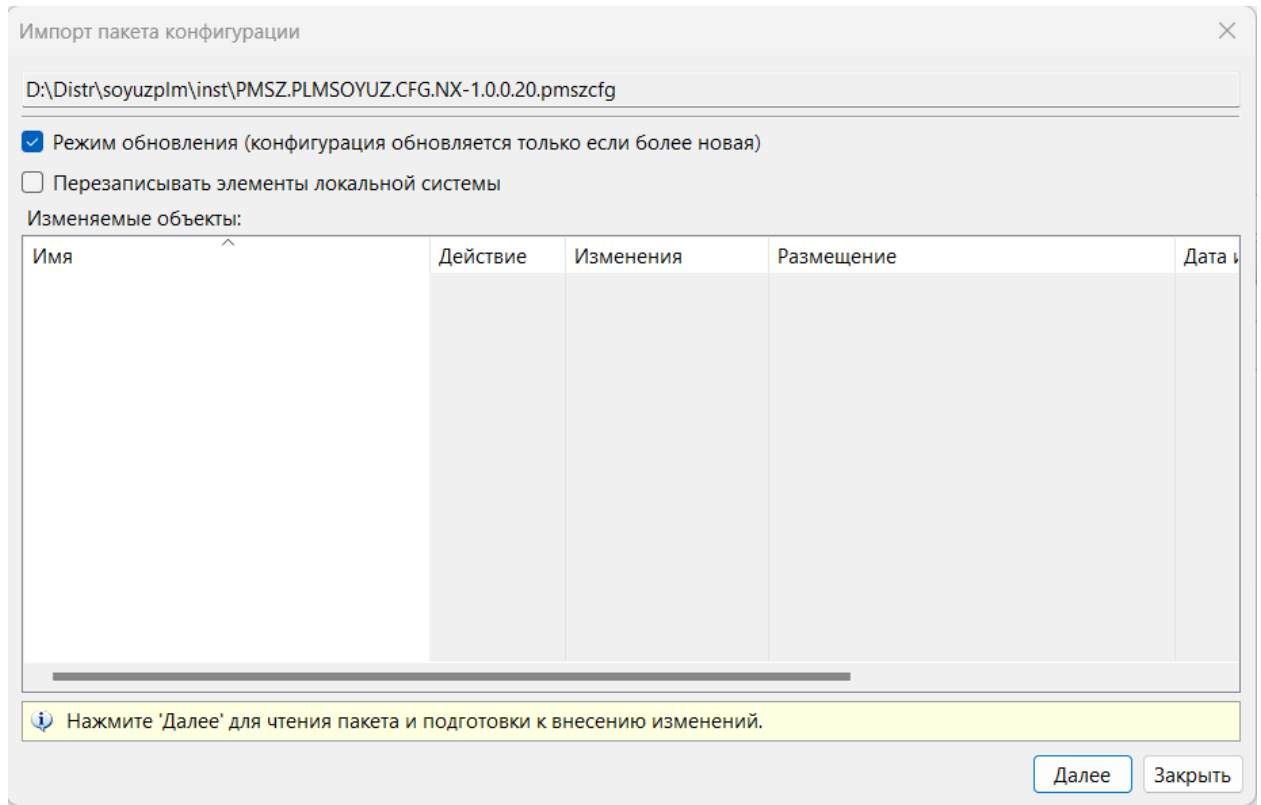 Импорт пакета конфигурации
D:\Distr\soyuzplm\inst\PMSZ.PLMSOYUZ.CFG.NX-1.0.0.20.pmszcfg
Режим обновления (конфигурация обновляется только если более новая)
Перезаписывать элементы локальной системы
Изменяемые объекты:
Имя Действие Изменения Размещение Дата и
Нажмите 'Далее' для чтения пакета и подготовки к внесению изменений.
Далее Закрыть